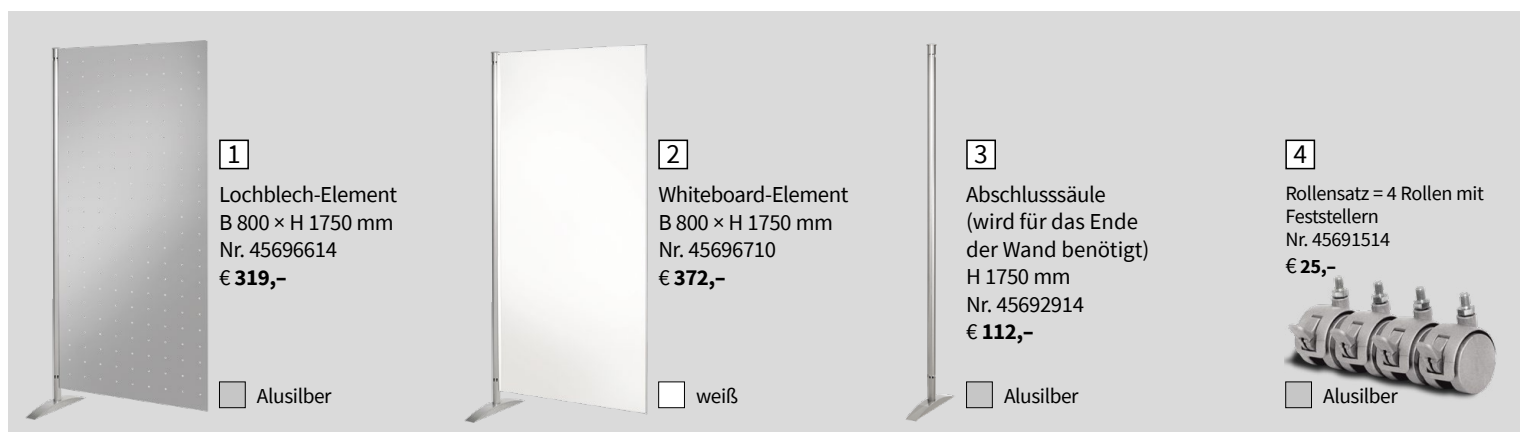 1
Lochblech-Element
B 800 × H 1750 mm
Nr. 45696614
€ 319,–
Alusilber
2
Whiteboard-Element
B 800 × H 1750 mm
Nr. 45696710
€ 372,–
weiß
3
Abschlusssäule
(wird für das Ende
der Wand benötigt)
H 1750 mm
Nr. 45692914
€ 112,–
Alusilber
4
Rollensatz = 4 Rollen mit
Feststellern
Nr. 45691514
€ 25,–
Alusilber